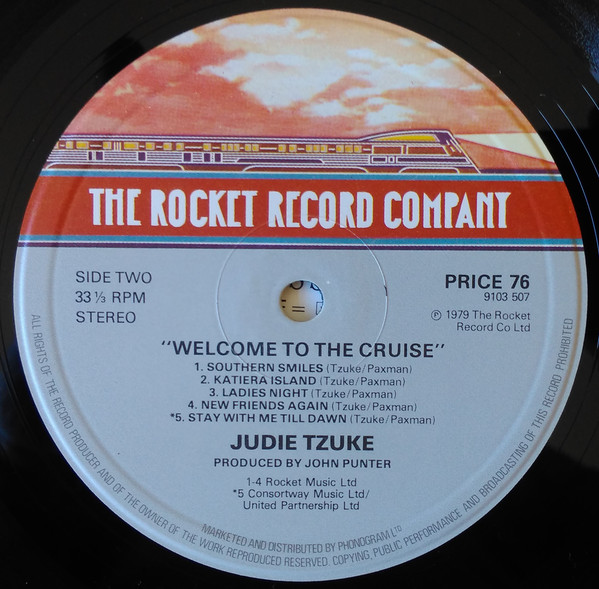 THE ROCKET RECORD COMPANY
SIDE TWO
33⅓ RPM
STEREO
PRICE 76
9103 507
℗ 1979 The Rocket
Record Co Ltd
"WELCOME TO THE CRUISE"
1. SOUTHERN SMILES (Tzuke/Paxman)
2. KATIERA ISLAND (Tzuke/Paxman)
3. LADIES NIGHT (Tzuke/Paxman)
4. NEW FRIENDS AGAIN (Tzuke/Paxman)
*5. STAY WITH ME TILL DAWN (Tzuke/Paxman)
JUDIE TZUKE
PRODUCED BY JOHN PUNTER
1-4 Rocket Music Ltd
*5 Consortway Music Ltd/
United Partnership Ltd
MARKETED AND DISTRIBUTED BY PHONOGRAM LTD
ALL RIGHTS OF THE RECORD PRODUCER AND OF THE OWNER OF THE WORK REPRODUCED RESERVED. COPYING, PUBLIC PERFORMANCE AND BROADCASTING OF THIS RECORD PROHIBITED